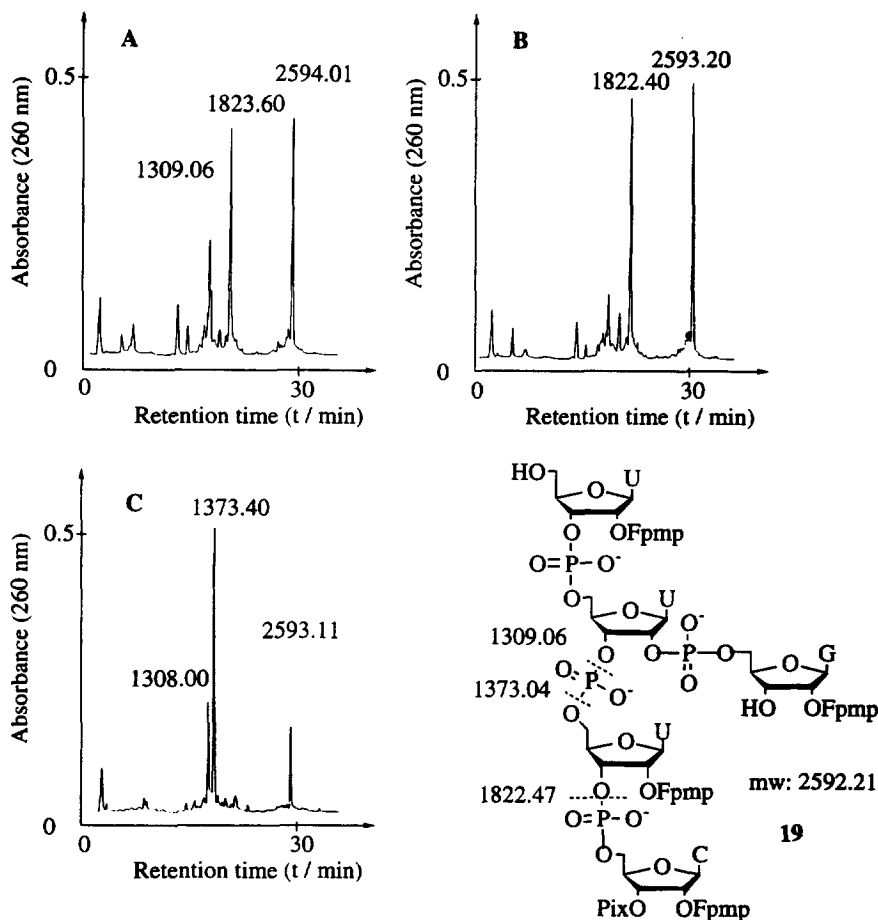 A
2594.01
0.5
1823.60
1309.06
Absorbance (260 nm)
0
0
30
Retention time (t / min)
B
2593.20
0.5
1822.40
Absorbance (260 nm)
0
0
30
Retention time (t / min)
C
1373.40
0.5
2593.11
1308.00
Absorbance (260 nm)
0
0
30
Retention time (t / min)
HO
O
U
O
OFpmp
O=P-O-
O
O
U
O-
1309.06
O
O-P-O
O
G
O
O
P
O-
1373.04
O
HO
OFpmp
O
U
1822.47
O
OFpmp
mw: 2592.21
O=P-O-
19
O
O
C
PixO
OFpmp